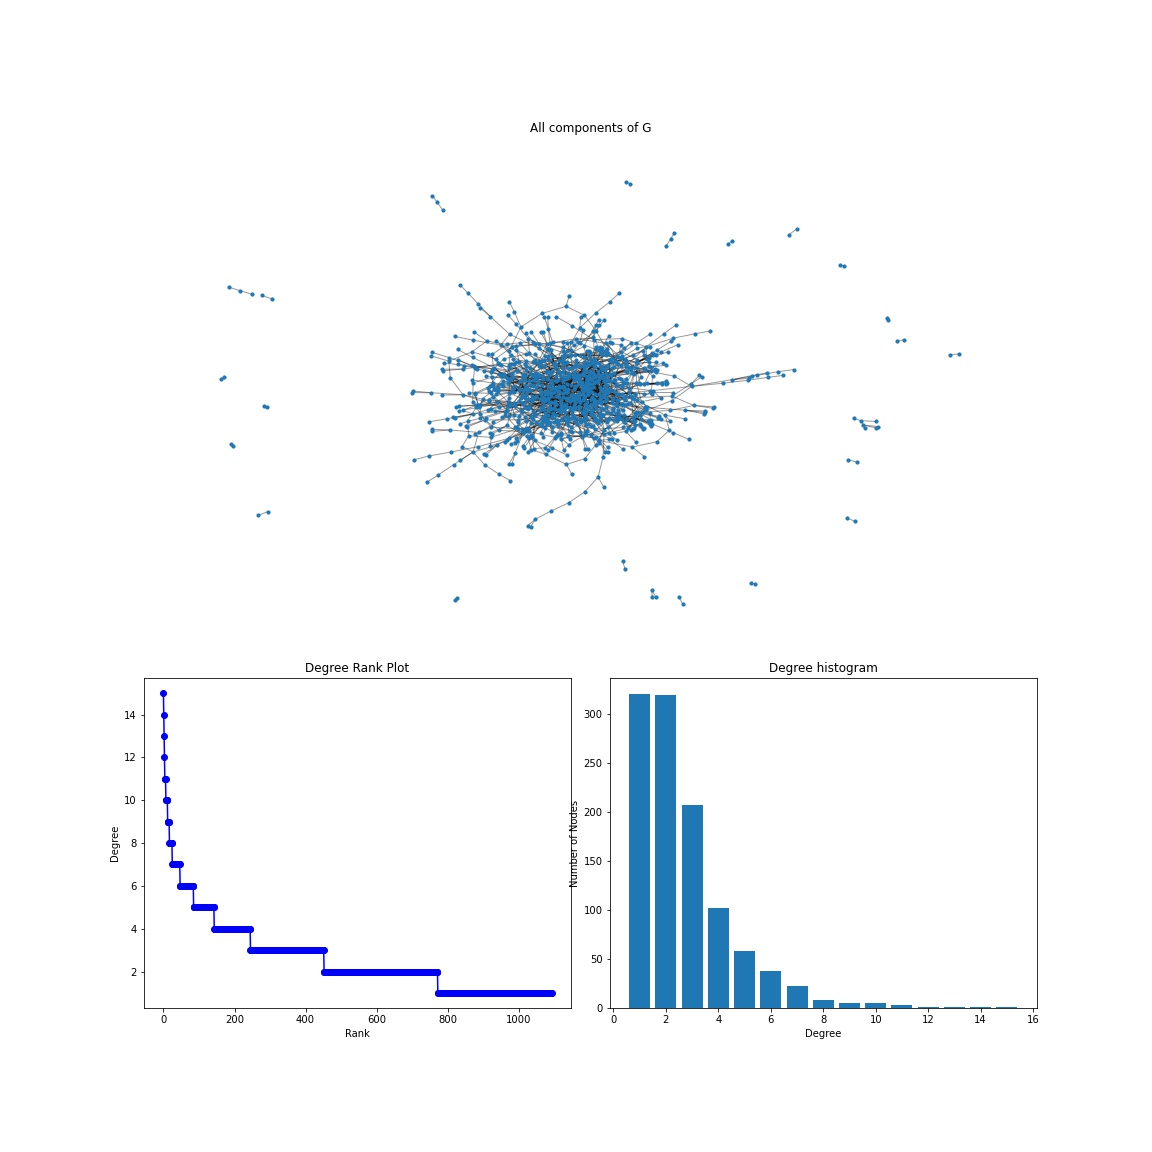 All components of G
Degree Rank Plot
Degree
14
12
10
8
6
4
2
0 200 400 600 800 1000
Rank
Degree histogram
Number of Nodes
300
250
200
150
100
50
0
0 2 4 6 8 10 12 14 16
Degree